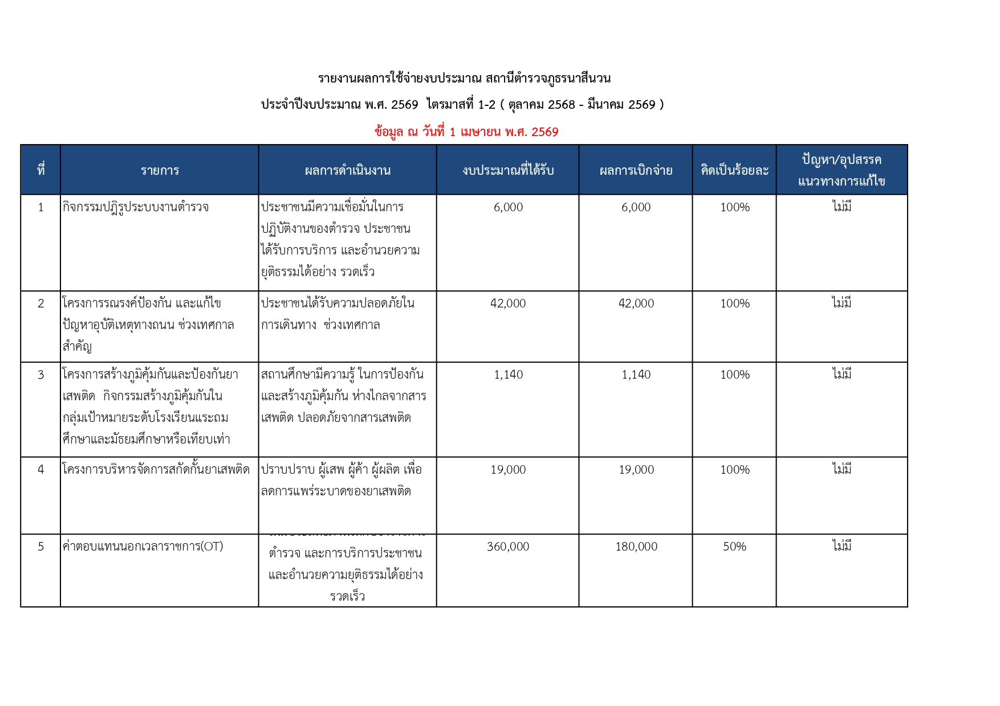 รายงานผลการใช้จ่ายงบประมาณ สถานีตำรวจภูธรนาสีนวน
ประจำปีงบประมาณ พ.ศ. 2569 ไตรมาสที่ 1-2 ( ตุลาคม 2568 - มีนาคม 2569 )
ข้อมูล ณ วันที่ 1 เมษายน พ.ศ. 2569
ที่ รายการ ผลการดำเนินงาน งบประมาณที่ได้รับ ผลการเบิกจ่าย คิดเป็นร้อยละ ปัญหา/อุปสรรค
แนวทางการแก้ไข
1 กิจกรรมปฎิรูประบบงานตำรวจ ประชาชนมีความเชื่อมั่นในการ 6,000 6,000 100% ไม่มี
ปฏิบัติงานของตำรวจ ประชาชน
ได้รับการบริการ และอำนวยความ
ยุติธรรมได้อย่าง รวดเร็ว
2 โครงการรณรงค์ป้องกัน และแก้ไข ประชาชนได้รับความปลอดภัยใน 42,000 42,000 100% ไม่มี
ปัญหาอุบัติเหตุทางถนน ช่วงเทศกาล การเดินทาง ช่วงเทศกาล
สำคัญ
3 โครงการสร้างภูมิคุ้มกันและป้องกันยา สถานศึกษามีความรู้ ในการป้องกัน 1,140 1,140 100% ไม่มี
เสพติด กิจกรรมสร้างภูมิคุ้มกันใน และสร้างภูมิคุ้มกัน ห่างไกลจากสาร
กลุ่มเป้าหมายระดับโรงเรียนแระถม เสพติด ปลอดภัยจากสารเสพติด
ศึกษาและมัธยมศึกษาหรือเทียบเท่า
4 โครงการบริหารจัดการสกัดกั้นยาเสพติด ปราบปราบ ผู้เสพ ผู้ค้า ผู้ผลิต เพื่อ 19,000 19,000 100% ไม่มี
ลดการแพร่ระบาดของยาเสพติด
5 ค่าตอบแทนนอกเวลาราชการ(OT) 360,000 180,000 50% ไม่มี
ตำรวจ และการบริการประชาชน
และอำนวยความยุติธรรมได้อย่าง
รวดเร็ว